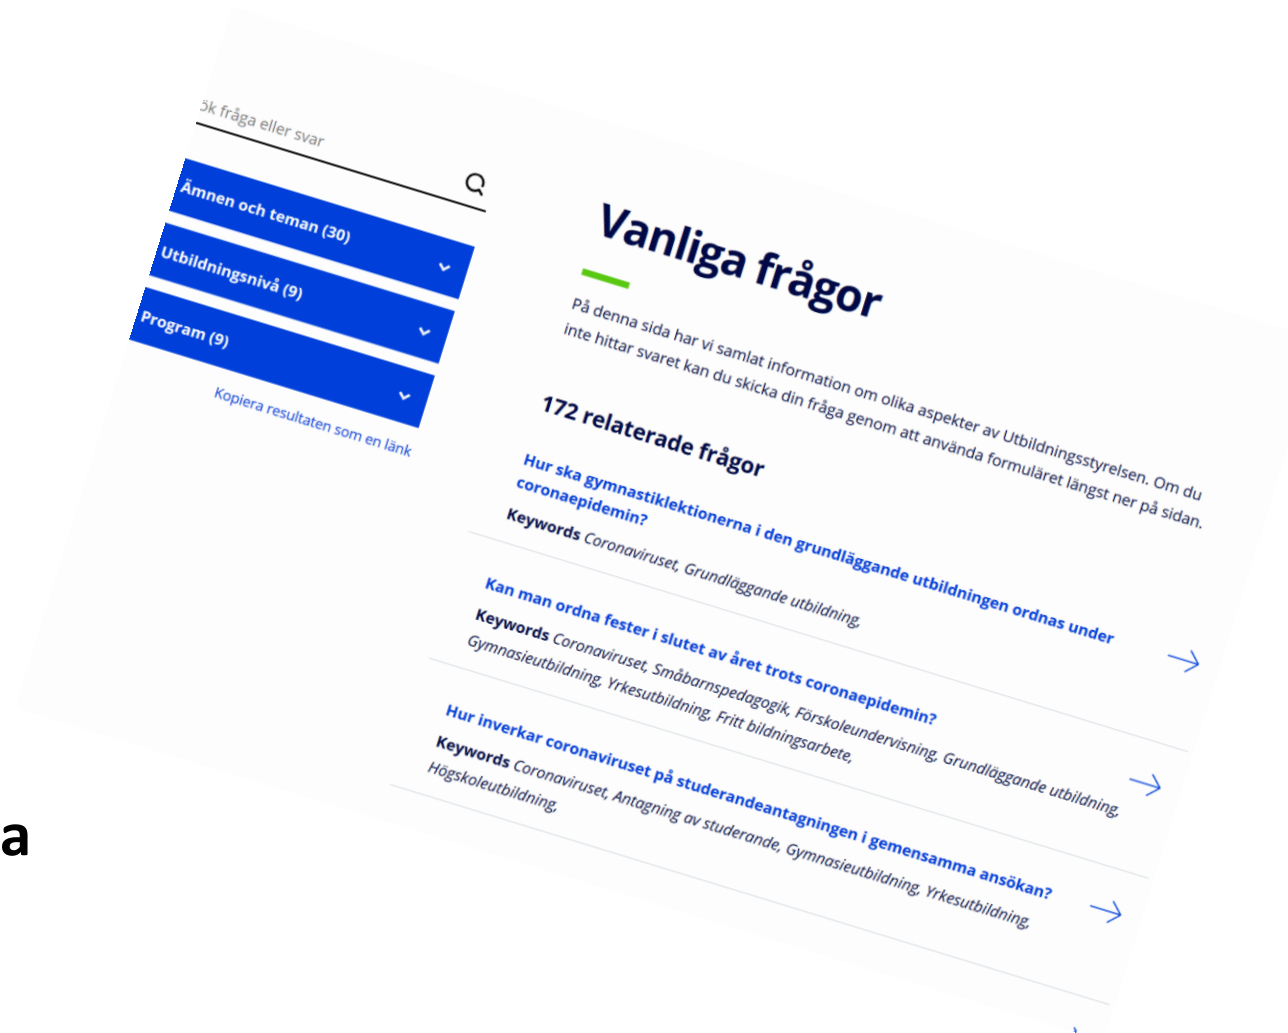 ök fråga eller svar
Ämnen och teman (30)
Utbildningsnivå (9)
Program (9)
Kopiera resultaten som en länk
Vanliga frågor
På denna sida har vi samlat information om olika aspekter av Utbildningsstyrelsen. Om du
inte hittar svaret kan du skicka din fråga genom att använda formuläret längst ner på sidan.
172 relaterade frågor
Hur ska gymnastiklektionerna i den grundläggande utbildningen ordnas under
coronaepidemin?
Keywords Coronaviruset, Grundläggande utbildning,
Kan man ordna fester i slutet av året trots coronaepidemin?
Keywords Coronaviruset, Småbarnspedagogik, Förskoleundervisning, Grundläggande utbildning,
Gymnasieutbildning, Yrkesutbildning, Fritt bildningsarbete,
Hur inverkar coronaviruset på studerandeantagningen i gemensamma ansökan?
Keywords Coronaviruset, Antagning av studerande, Gymnasieutbildning, Yrkesutbildning,
Högskoleutbildning,
a